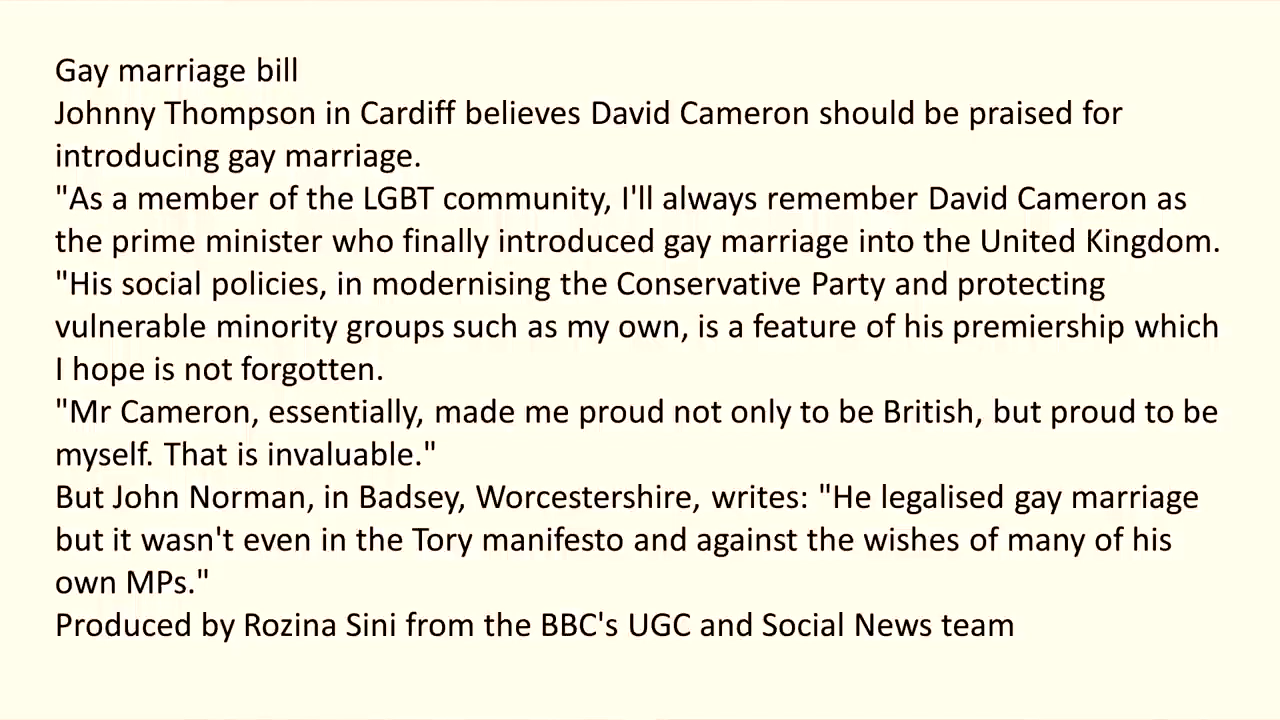 Gay marriage bill
Johnny Thompson in Cardiff believes David Cameron should be praised for
introducing gay marriage.
"As a member of the LGBT community, I'll always remember David Cameron as
the prime minister who finally introduced gay marriage into the United Kingdom.
"His social policies, in modernising the Conservative Party and protecting
vulnerable minority groups such as my own, is a feature of his premiership which
I hope is not forgotten.
"Mr Cameron, essentially, made me proud not only to be British, but proud to be
myself. That is invaluable."
But John Norman, in Badsey, Worcestershire, writes: "He legalised gay marriage
but it wasn't even in the Tory manifesto and against the wishes of many of his
own MPs."
Produced by Rozina Sini from the BBC's UGC and Social News team